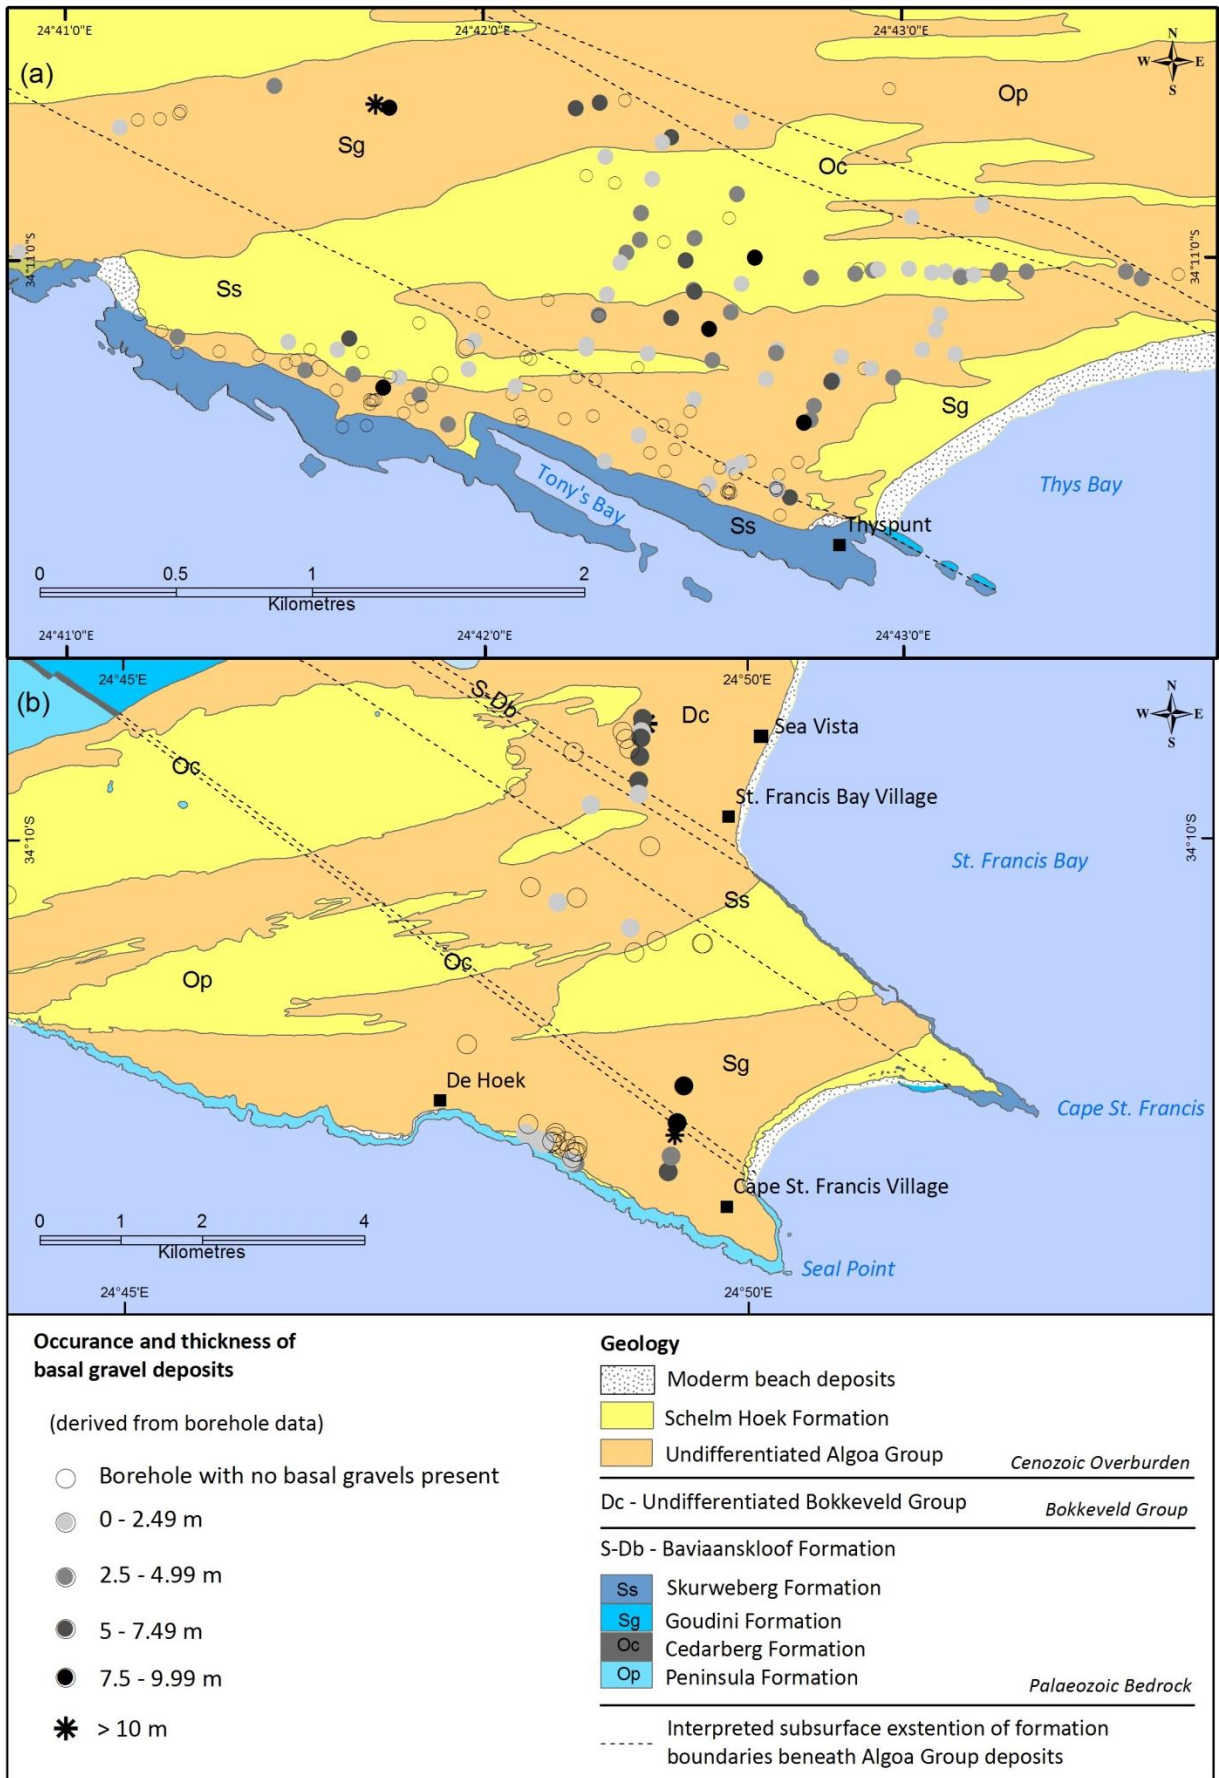 24°41'0"E
24°42'0"E
24°43'0"E
(a)
N
W E
S
Op
Sg
Oc
34°11'0"S
34°11'0"S
Ss
Sg
Tony's Bay
Thys Bay
Ss
Thyspunt
0 0.5 1 2
Kilometres
24°41'0"E
24°42'0"E
24°43'0"E
24°45'E
24°50'E
(b)
S-Db
Dc
N
W E
S
Sea Vista
Oc
St. Francis Bay Village
34°10'S
34°10'S
St. Francis Bay
Ss
Oc
Op
Sg
De Hoek
Cape St. Francis
Cape St. Francis Village
0 1 2 4
Kilometres
Seal Point
24°45'E
24°50'E
Occurance and thickness of
basal gravel deposits
(derived from borehole data)
Borehole with no basal gravels present
0 - 2.49 m
2.5 - 4.99 m
5 - 7.49 m
7.5 - 9.99 m
> 10 m
Geology
Moderm beach deposits
Schelm Hoek Formation
Undifferentiated Algoa Group
Cenozoic Overburden
Dc - Undifferentiated Bokkeveld Group
Bokkeveld Group
S-Db - Baviaanskloof Formation
Ss Skurweberg Formation
Sg Goudini Formation
Oc Cedarberg Formation
Op Peninsula Formation
Palaeozoic Bedrock
Interpreted subsurface exstention of formation
boundaries beneath Algoa Group deposits